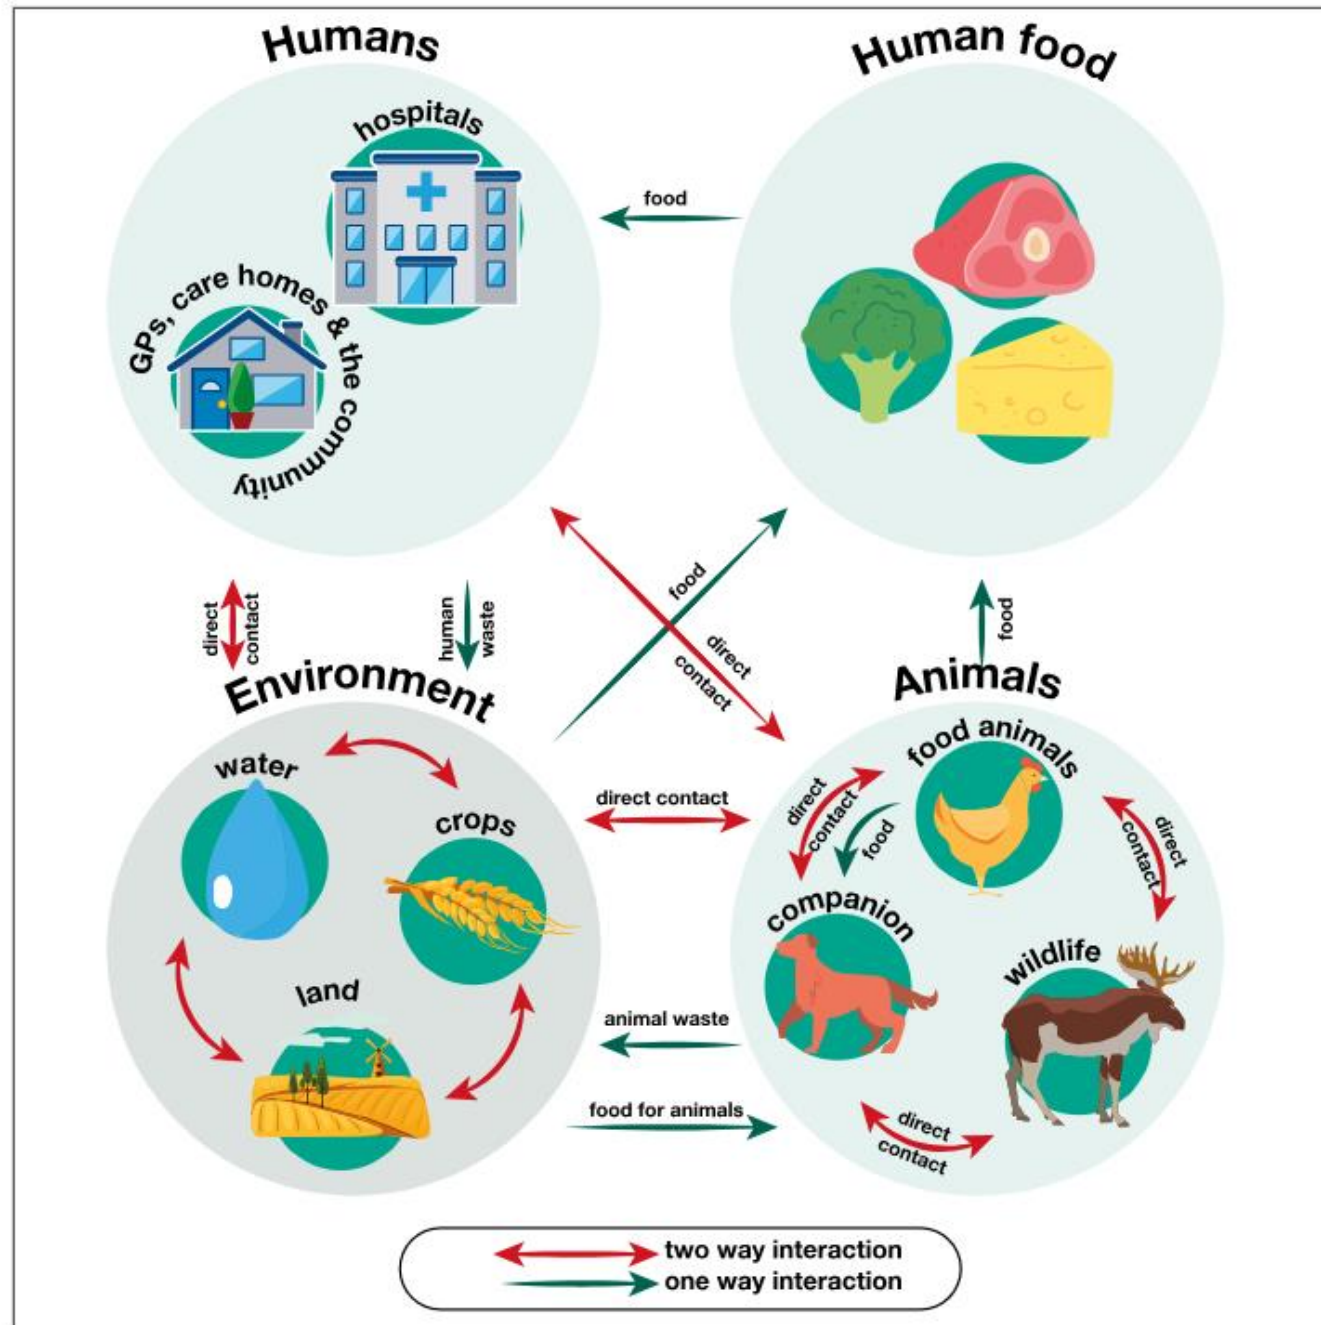 Humans
Human food
hospitals
GPs, care homes & the community
food
direct
contact
human
waste
food
direct
contact
food
Environment
Animals
water
crops
land
direct contact
food animals
direct
contact
food
direct
contact
companion
wildlife
animal waste
food for animals
direct
contact
two way interaction
one way interaction